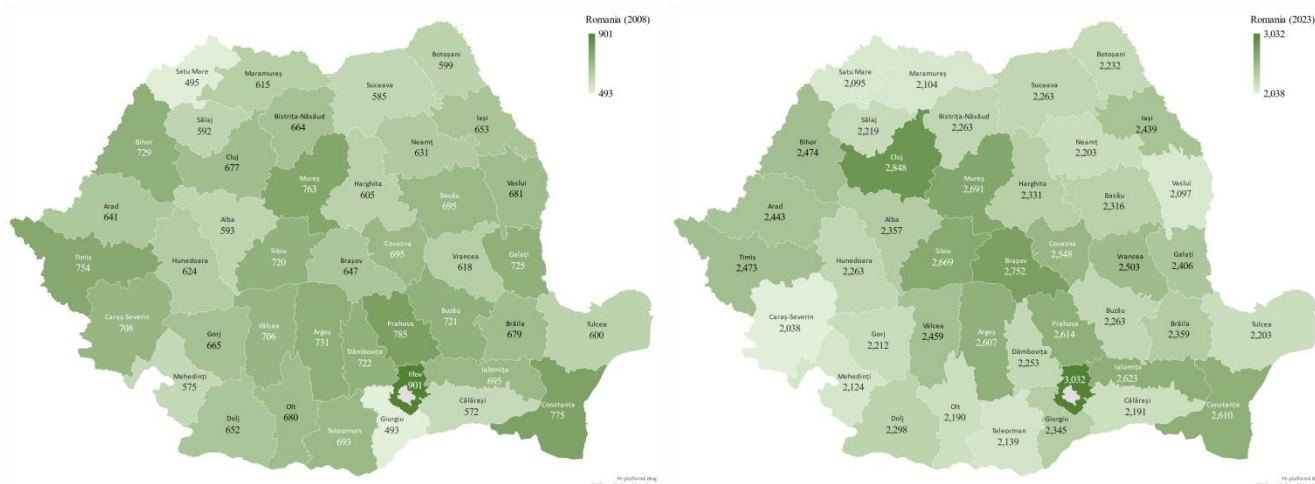 Romania (2008)
901
493
Botoșani
599
Satu Mare
495
Maramureș
615
Suceava
585
Sălaj
592
Bistrița-Năsăud
664
Iași
653
Bihor
729
Cluj
677
Neamț
631
Mureș
763
Harghita
605
Vaslui
681
Bacău
695
Arad
641
Alba
593
Timiș
754
Hunedoara
624
Sibiu
720
Brașov
647
Covasna
695
Vrancea
618
Galați
725
Caraș-Severin
708
Gorj
665
Vâlcea
706
Argeș
731
Prahova
785
Buzău
721
Brăila
679
Tulcea
600
Dâmbovița
722
Mehedinți
575
Ilfov
901
Ialomița
695
Dolj
652
Olt
680
Teleorman
693
Giurgiu
493
Călărași
572
Constanța
775
Pe platformă Blog
Romania (2023)
3,032
2,038
Botoșani
2,232
Satu Mare
2,095
Maramureș
2,104
Suceava
2,263
Sălaj
2,219
Bistrița-Năsăud
2,263
Iași
2,439
Bihor
2,474
Cluj
2,848
Neamț
2,203
Mureș
2,691
Harghita
2,331
Vaslui
2,097
Bacău
2,316
Arad
2,443
Alba
2,357
Timiș
2,473
Hunedoara
2,263
Sibiu
2,669
Brașov
2,752
Covasna
2,548
Vrancea
2,503
Galați
2,406
Caraș-Severin
2,038
Gorj
2,212
Vâlcea
2,459
Argeș
2,607
Prahova
2,614
Buzău
2,263
Brăila
2,359
Tulcea
2,203
Dâmbovița
2,253
Mehedinți
2,124
3,032
Ialomița
2,623
Dolj
2,298
Olt
2,190
Teleorman
2,139
Giurgiu
2,345
Călărași
2,191
Constanța
2,610
Pe platformă Blog